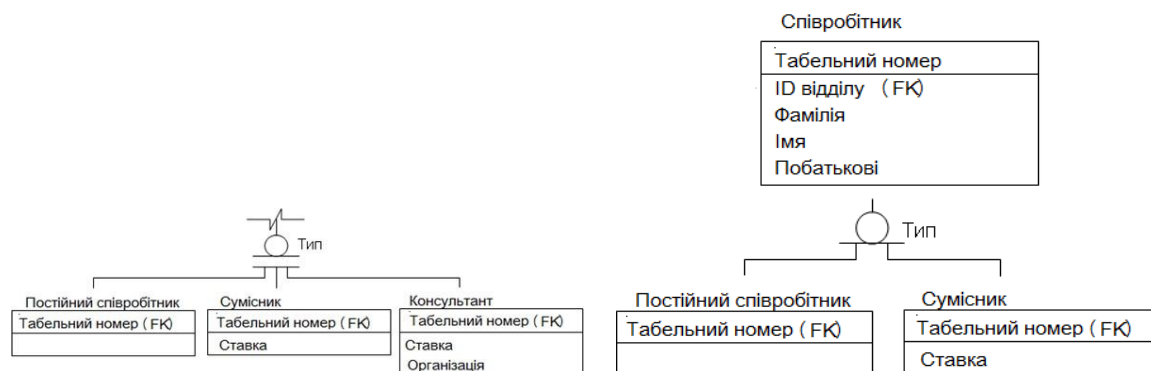 Тип
Постійний співробітник
Табельний номер (FK)
Сумісник
Табельний номер (FK)
Ставка
Консультант
Табельний номер (FK)
Ставка
Організація
Співробітник
Табельний номер
ID відділу (FK)
Фамілія
Імя
Побатькові
Тип
Постійний співробітник
Табельний номер (FK)
Сумісник
Табельний номер (FK)
Ставка